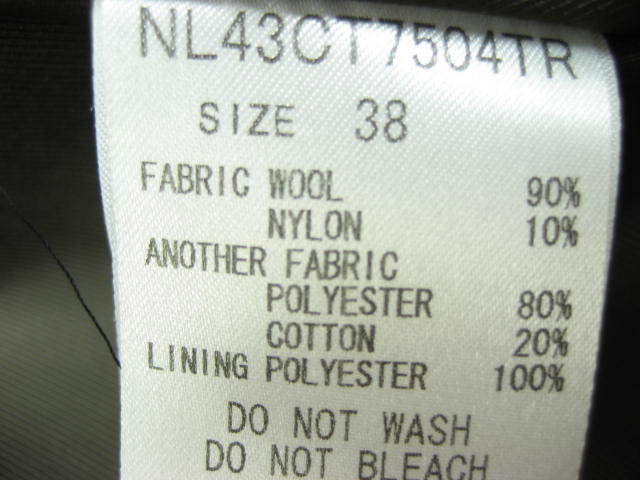 NL43CT7504TR
SIZE 38
FABRIC WOOL 90%
NYLON 10%
ANOTHER FABRIC
POLYESTER 80%
COTTON 20%
LINING POLYESTER 100%
DO NOT WASH
DO NOT BLEACH